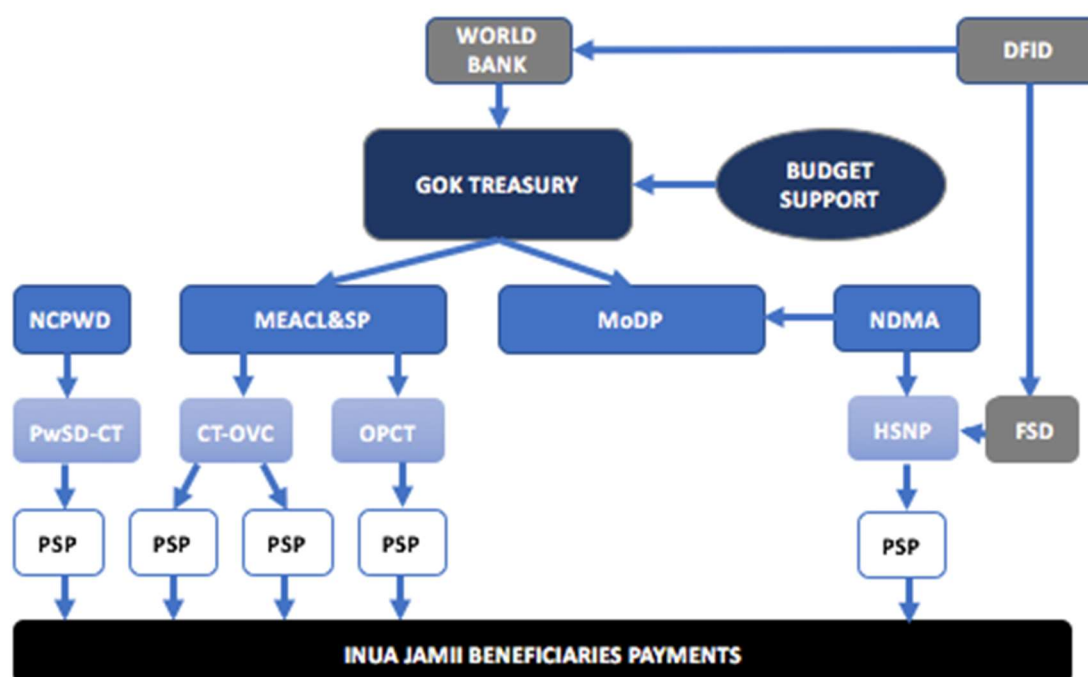 WORLD
BANK
DFID
GOK TREASURY
BUDGET
SUPPORT
NCPWD
MEACL&SP
MoDP
NDMA
PwSD-CT
CT-OVC
OPCT
HSNP
FSD
PSP
PSP
PSP
PSP
PSP
INUA JAMII BENEFICIARIES PAYMENTS